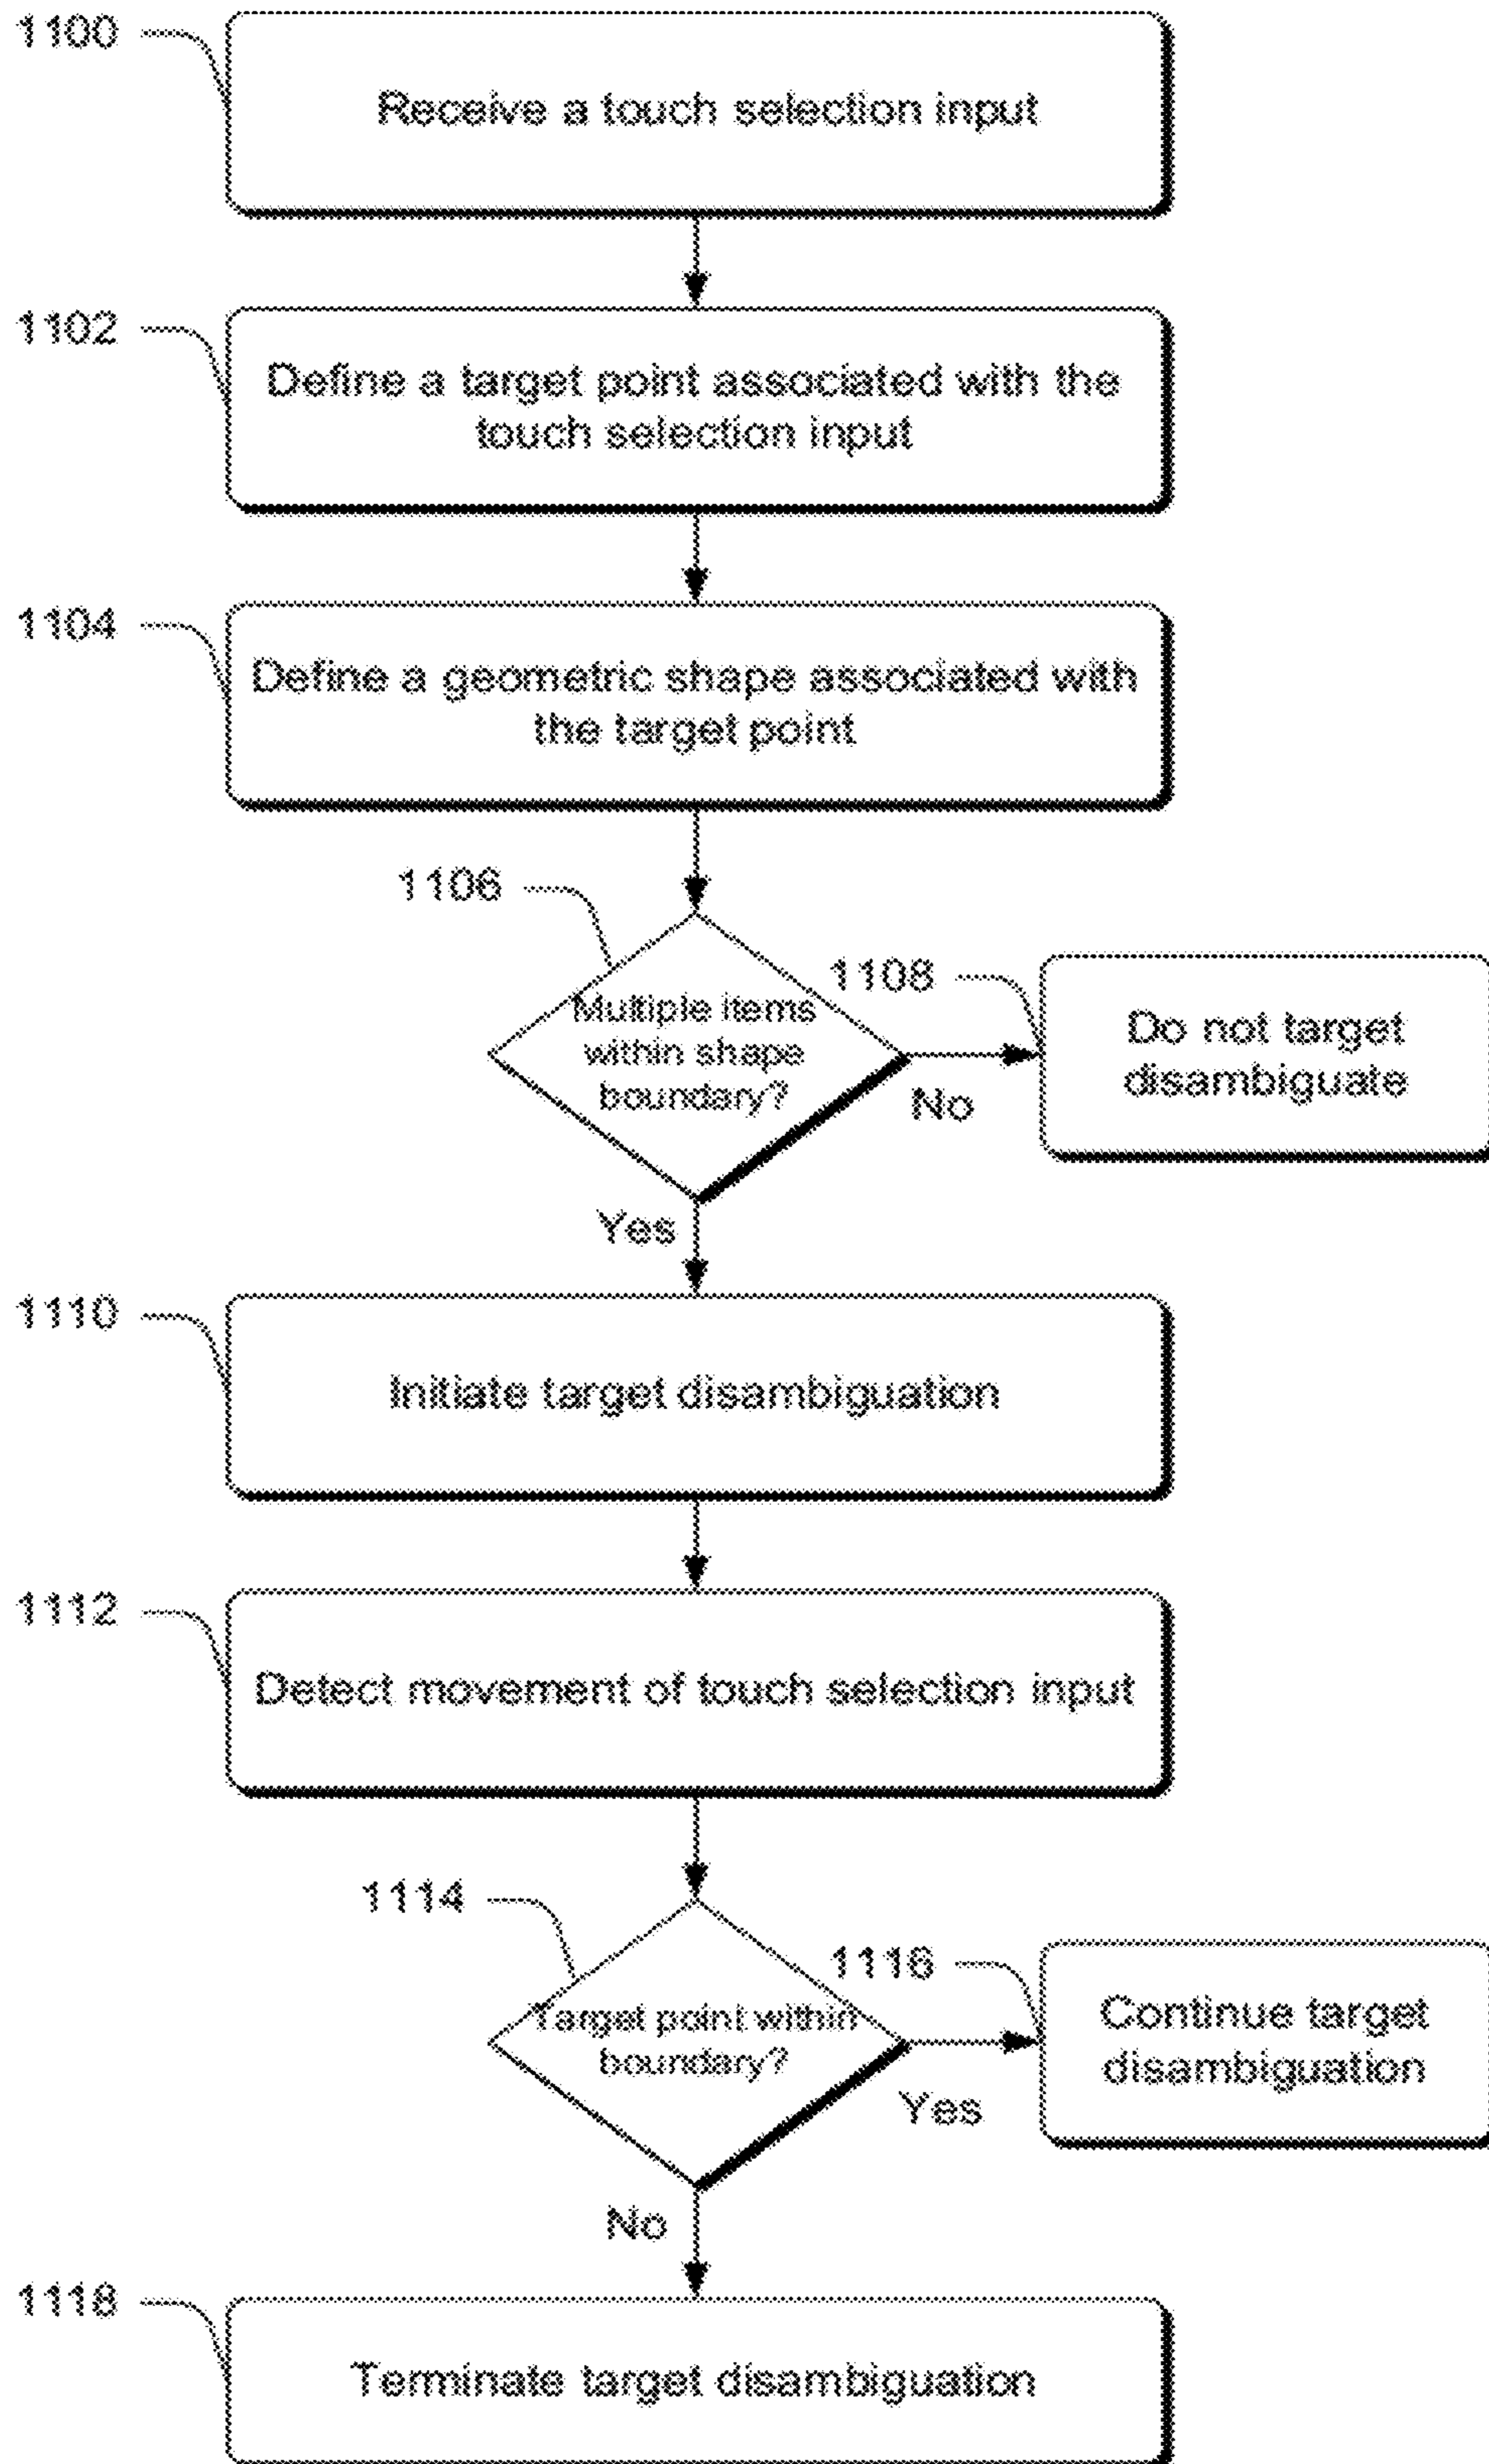 1100
Receive a touch selection input
1102
Define a target point associated with the
touch selection input
1104
Define a geometric shape associated with
the target point
1106
Multiple items
within shape
boundary?
1108
Do not target
disambiguate
No
Yes
1110
Initiate target disambiguation
1112
Detect movement of touch selection input
1114
Target point within
boundary?
1116
Continue target
disambiguation
Yes
No
1118
Terminate target disambiguation